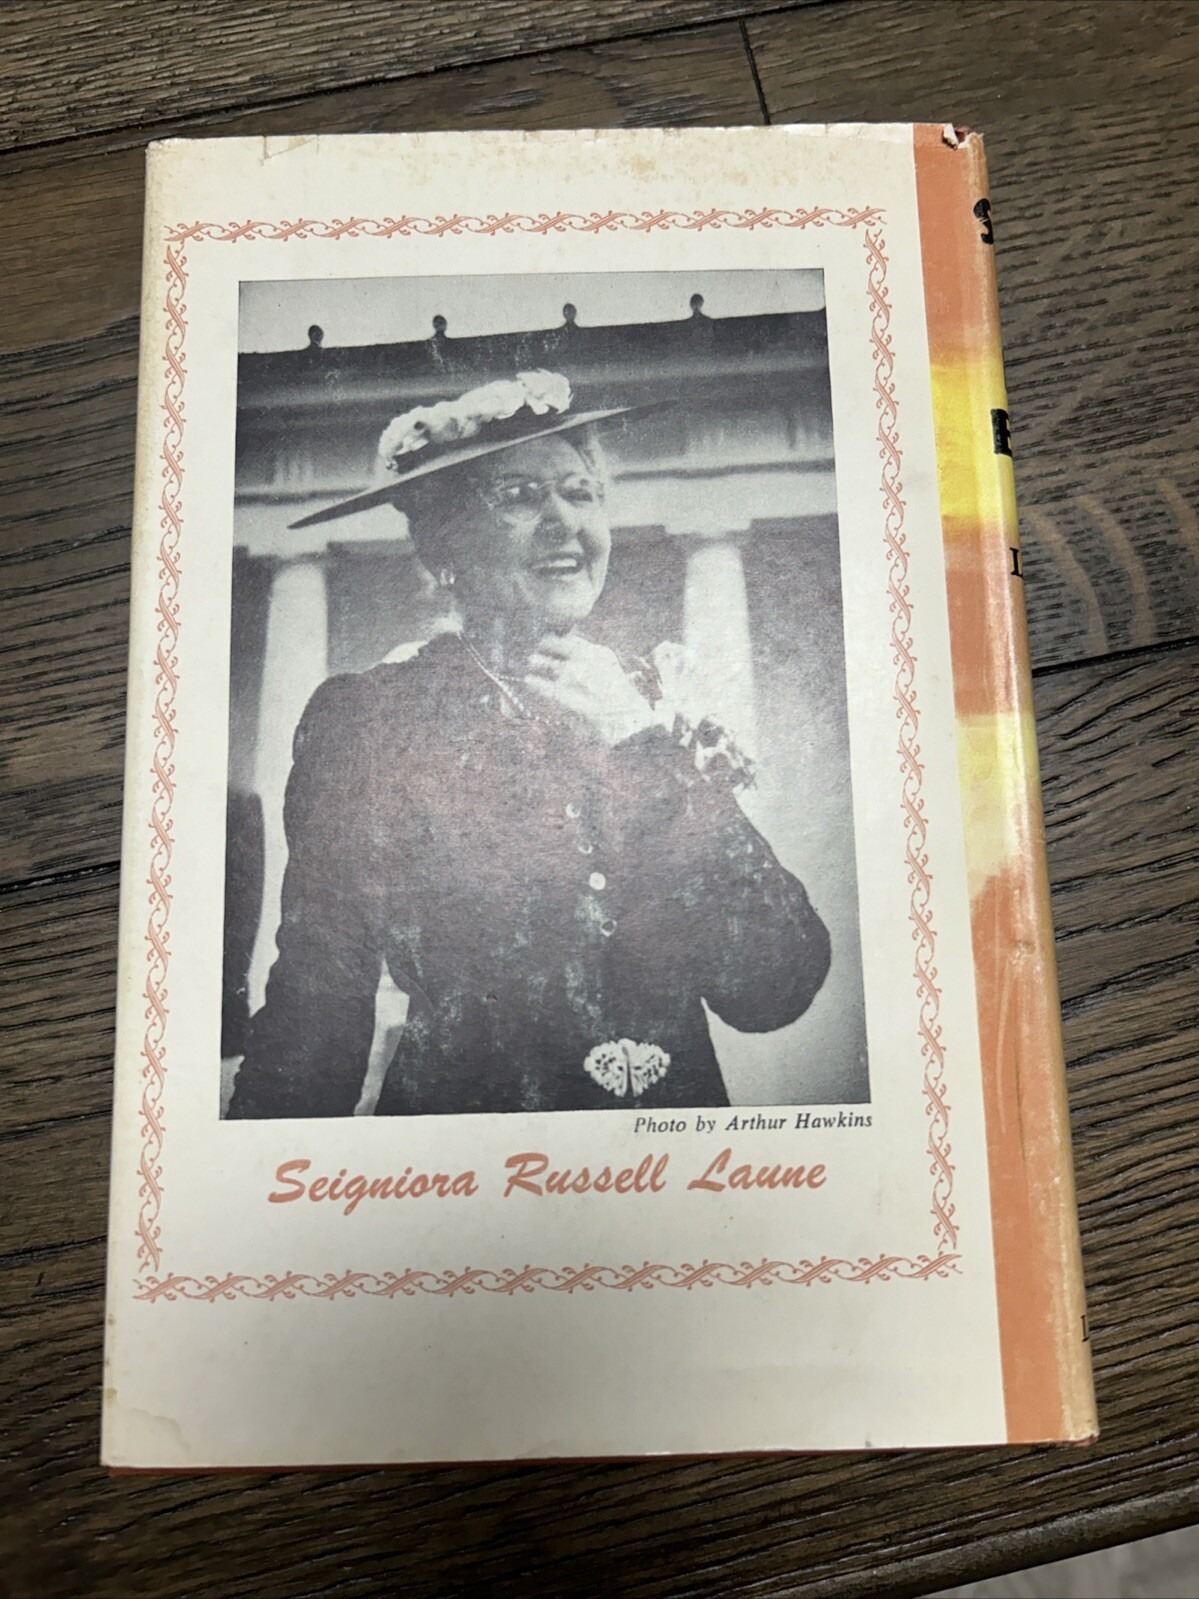 Photo by Arthur Hawkins
Seigniora Russell Laune